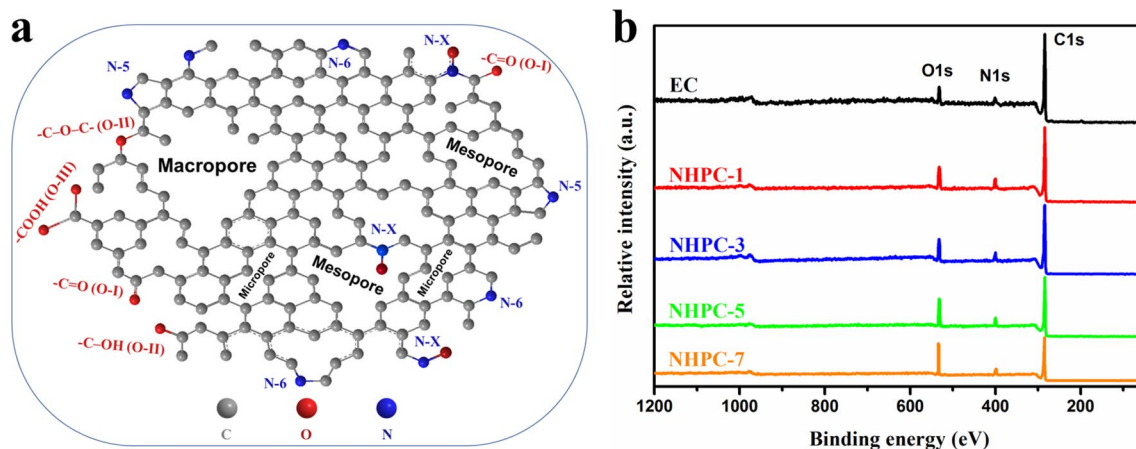 a
N-5
N-6
N-X
-C=O (O-I)
-C–O–C- (O-II)
Macropore
Mesopore
N-5
-COOH (O-III)
N-X
Micropore
Mesopore
Micropore
-C=O (O-I)
N-6
-C–OH (O-II)
N-X
N-6
C
O
N
b
C1s
O1s
N1s
EC
NHPC-1
NHPC-3
NHPC-5
NHPC-7
Relative intensity (a.u.)
1200 1000 800 600 400 200
Binding energy (eV)